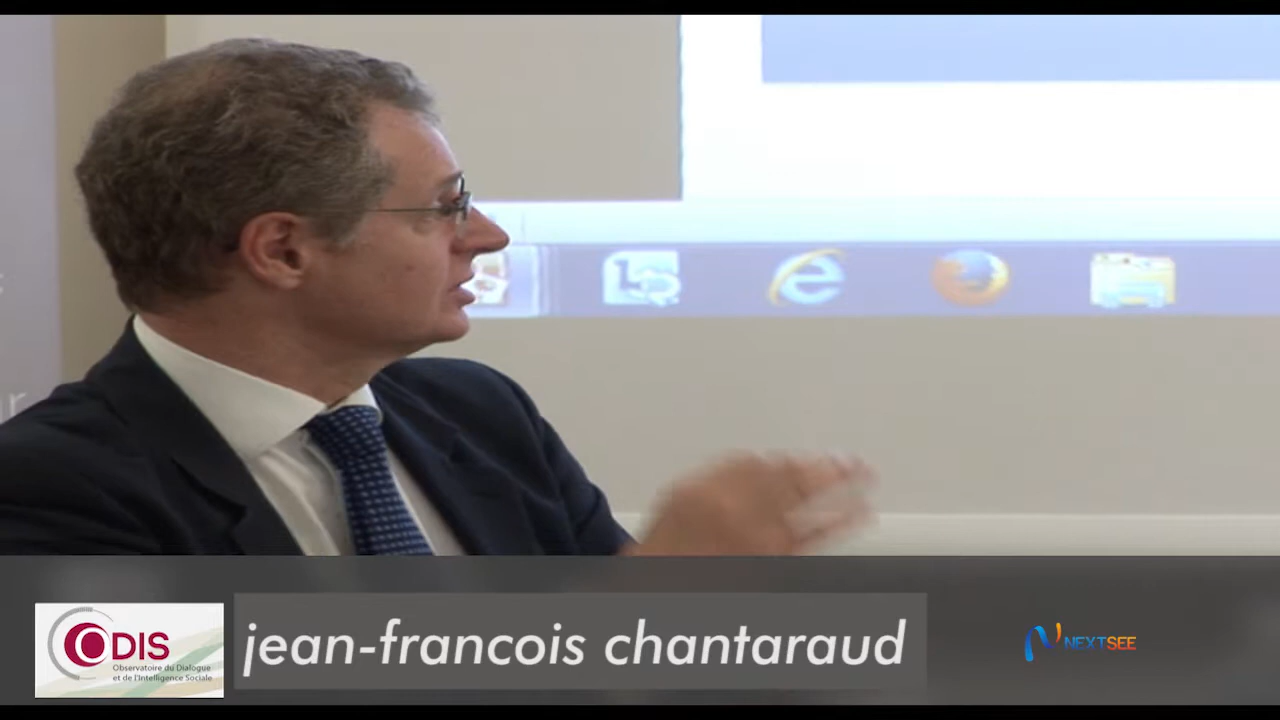 ODIS
Observatoire du Dialogue
et de l'Intelligence Sociale
jean-francois chantaraud
NEXTSEE